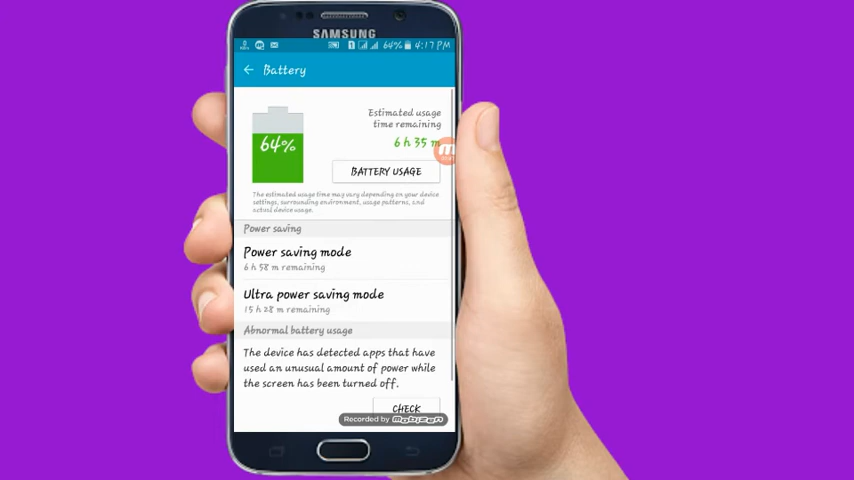 SAMSUNG
64% 4:17 PM
Battery
64%
Estimated usage
time remaining
6 h 35 m
BATTERY USAGE
The estimated usage time may vary depending on your device
settings, surrounding environment, usage patterns, and
actual device usage.
Power saving
Power saving mode
6 h 58 m remaining
Ultra power saving mode
15 h 28 m remaining
Abnormal battery usage
The device has detected apps that have
used an unusual amount of power while
the screen has been turned off.
CHECK
Recorded by Mobizen